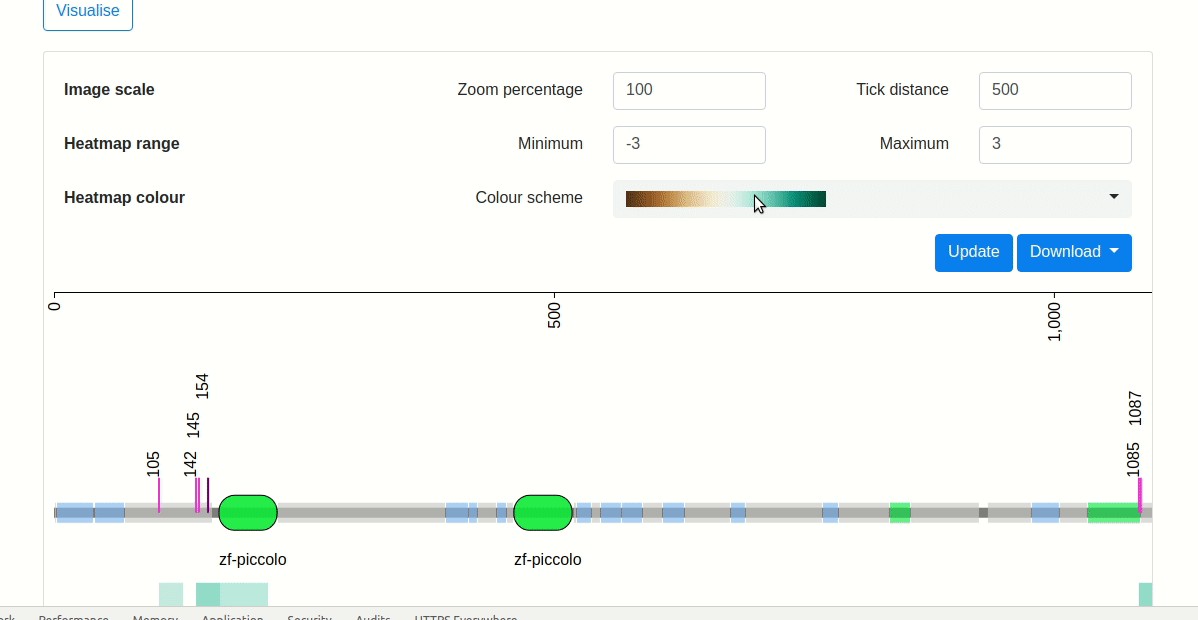 Visualise
Image scale Zoom percentage 100 Tick distance 500
Heatmap range Minimum -3 Maximum 3
Heatmap colour Colour scheme
Update Download
0 500 1,000
154
145
105 142
1087
1085
zf-piccolo zf-piccolo
Performance Memory Application Security Audits HTTPS Everywhere